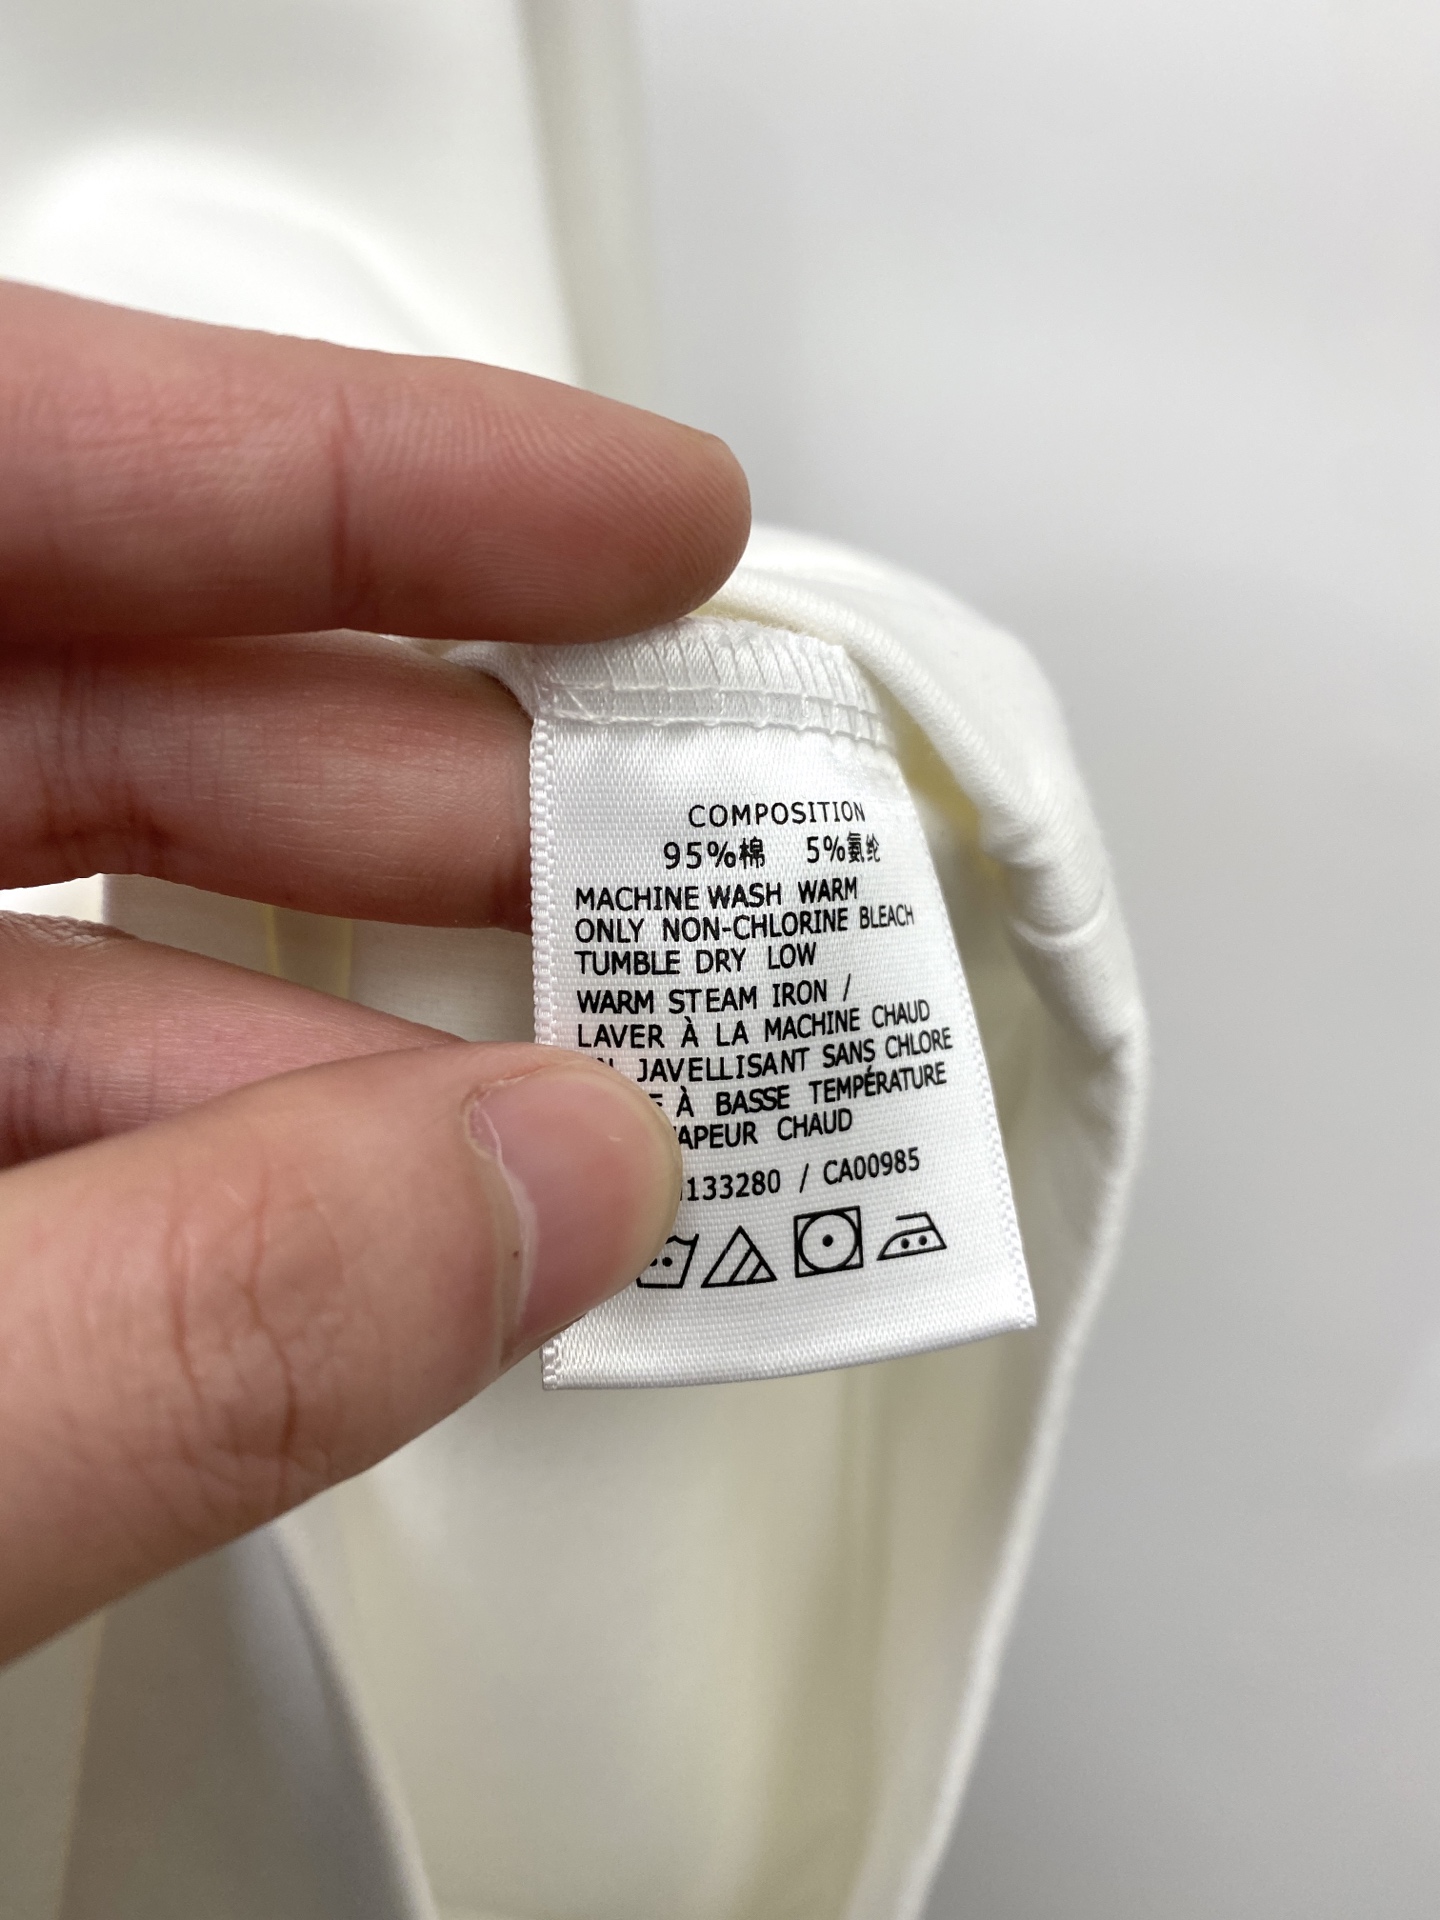 COMPOSITION
95%棉 5%氨纶
MACHINE WASH WARM
ONLY NON-CHLORINE BLEACH
TUMBLE DRY LOW
WARM STEAM IRON /
LAVER À LA MACHINE CHAUD
JAVELLISANT SANS CHLORE
À BASSE TEMPÉRATURE
CHAUD
/ CA00985